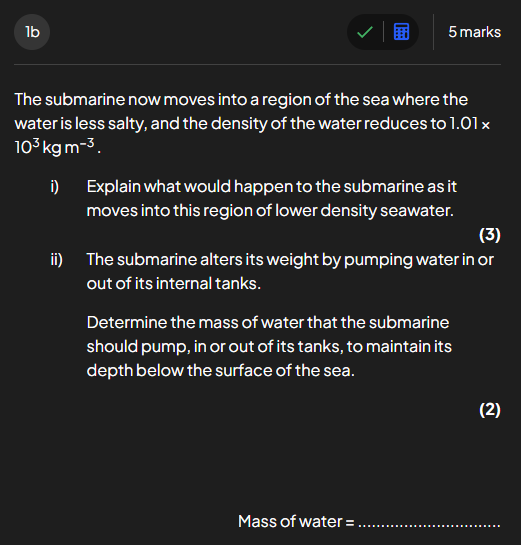 1b
5 marks
The submarine now moves into a region of the sea where the
water is less salty, and the density of the water reduces to 1.01 ×
10³ kg m⁻³ .
i) Explain what would happen to the submarine as it
moves into this region of lower density seawater.
(3)
ii) The submarine alters its weight by pumping water in or
out of its internal tanks.
Determine the mass of water that the submarine
should pump, in or out of its tanks, to maintain its
depth below the surface of the sea.
(2)
Mass of water = ................................